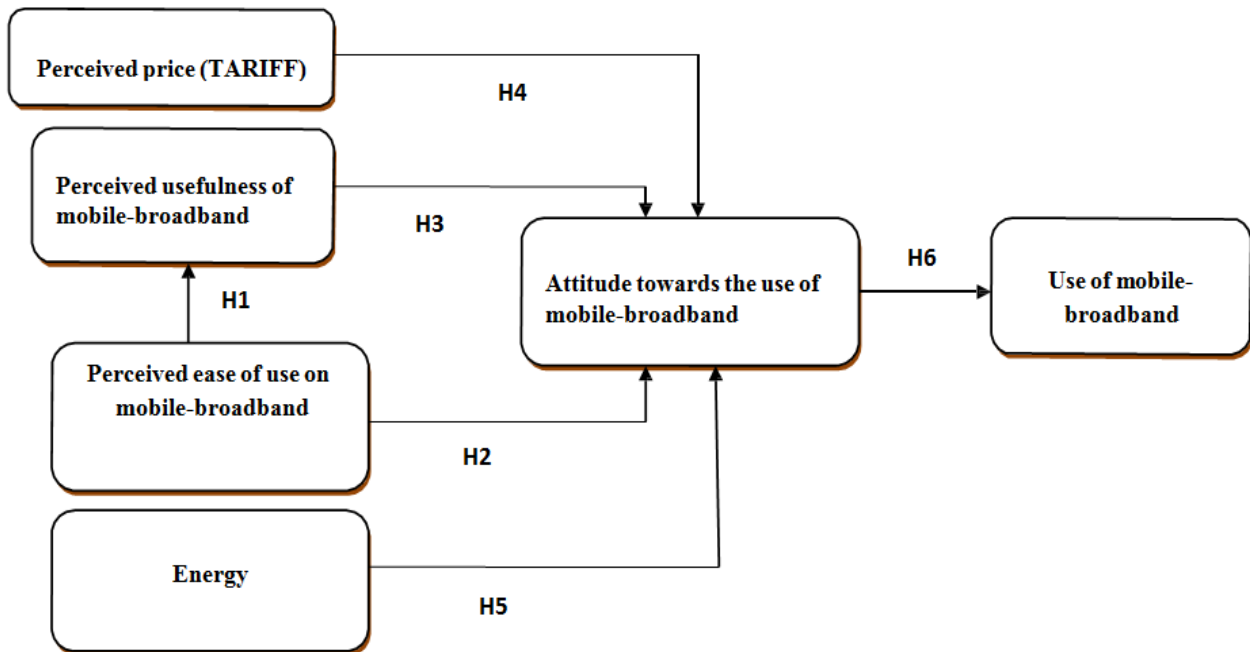 Perceived price (TARIFF)
H4
Perceived usefulness of
mobile-broadband
H3
H1
Attitude towards the use of
mobile-broadband
H6
Use of mobile-
broadband
Perceived ease of use on
mobile-broadband
H2
Energy
H5